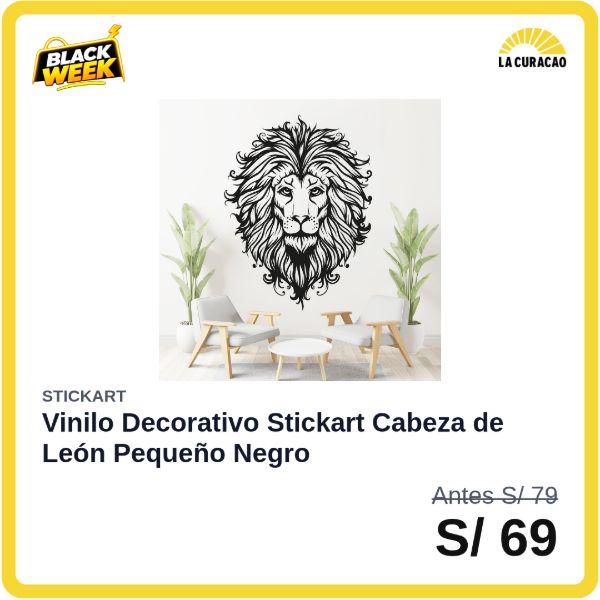 BLACK
WEEK
LA CURACAO
STICKART
Vinilo Decorativo Stickart Cabeza de
León Pequeño Negro
Antes S/ 79
S/ 69